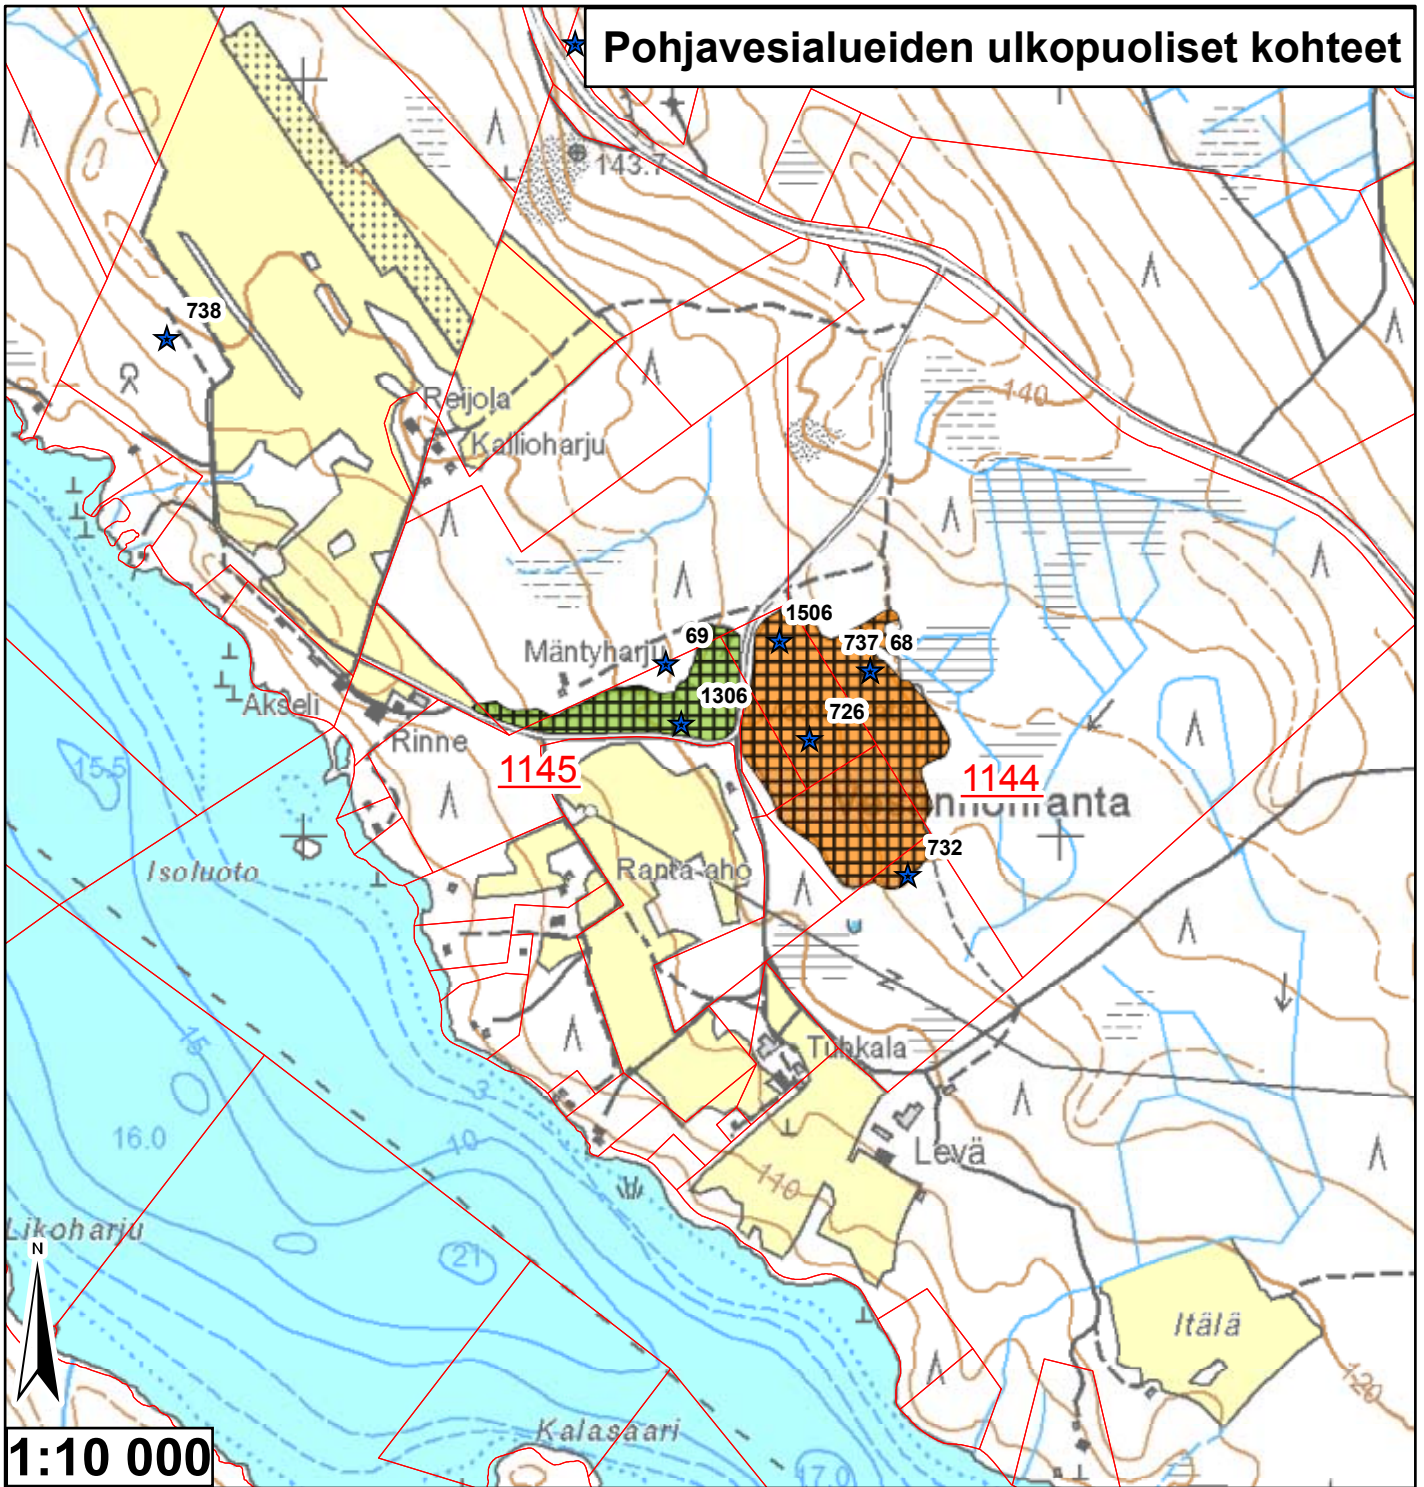 Pohjavesialueiden ulkopuoliset kohteet
143.7
738
140
Reijola
Kallioharju
1506
69
737
68
Mäntyharju
1306
726
Akseli
Rinne
1145
1144
15.5
732
Isoluoto
Ranta-aho
15
Tuhkala
3
16.0
10
Levä
110
Likoharju
N
21
Itälä
120
Kalasaari
1:10 000
17.0